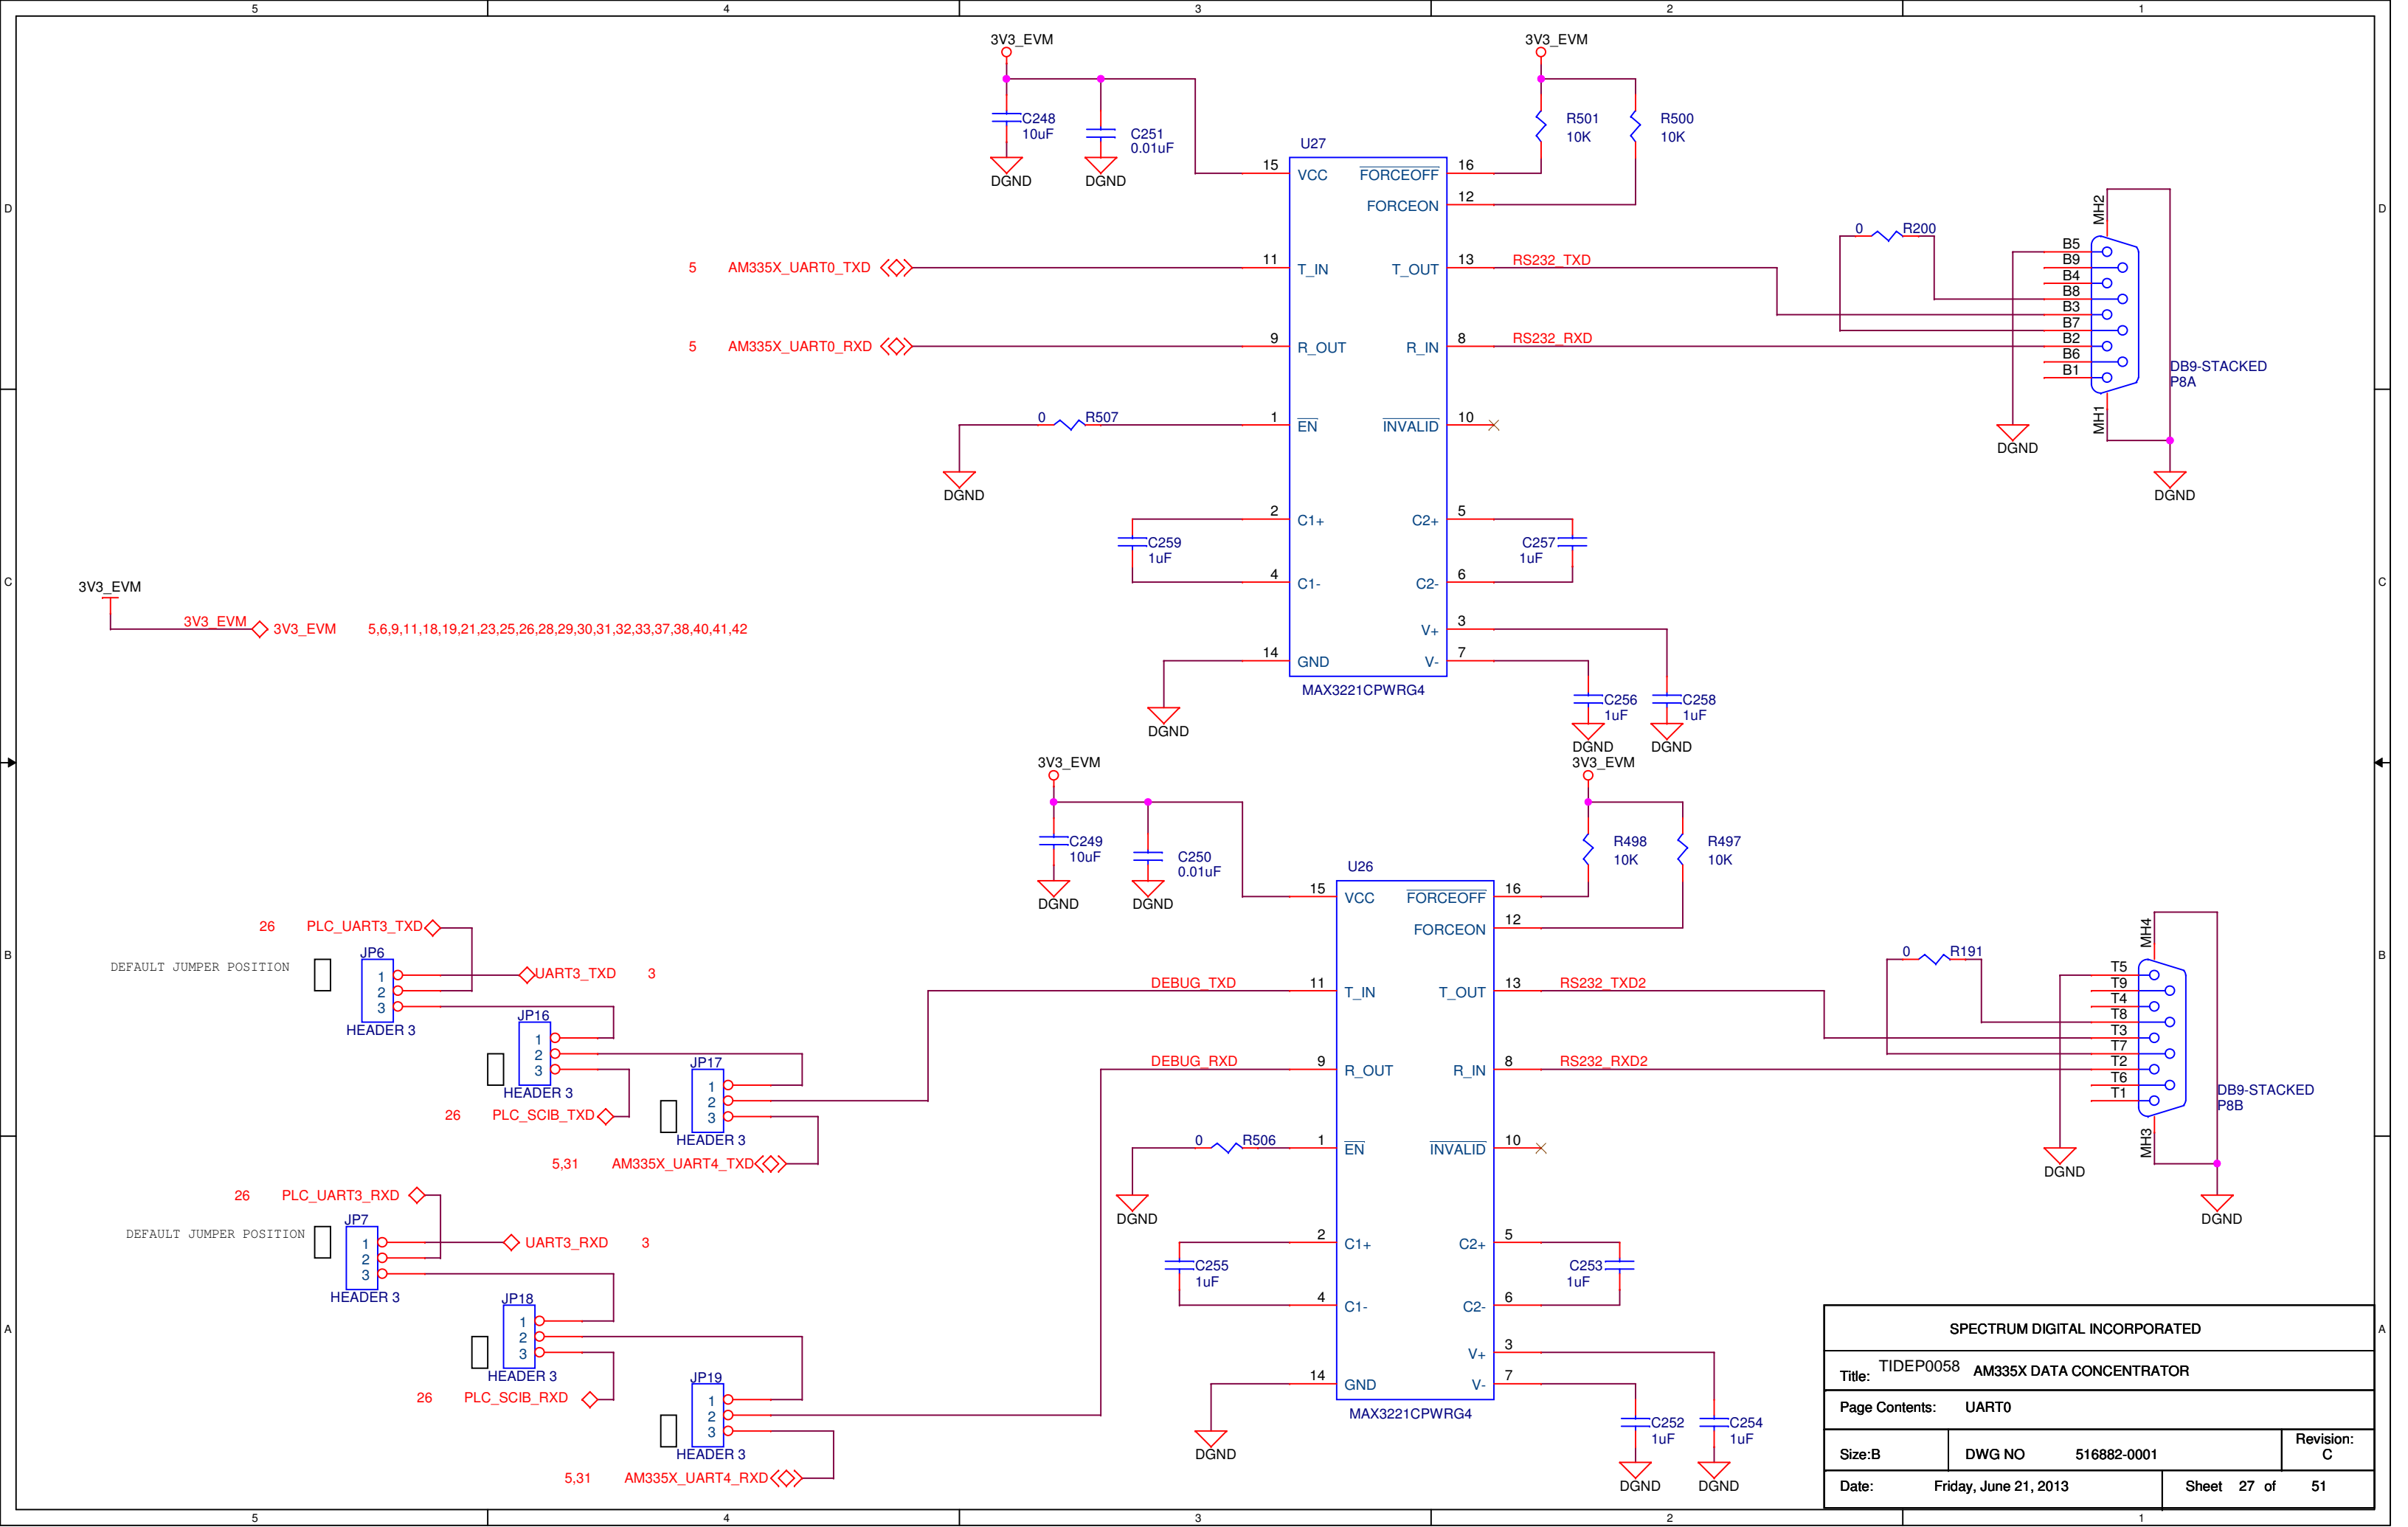 5 4 3 2 1
D
C
B
A
D
C
B
A
3V3_EVM
3V3_EVM
C248
10uF
C251
0.01uF
DGND
DGND
R501
10K
R500
10K
U27
15 VCC FORCEOFF 16
FORCEON 12
5 AM335X_UART0_TXD 11 T_IN T_OUT 13 RS232_TXD
5 AM335X_UART0_RXD 9 R_OUT R_IN 8 RS232_RXD
0 R507 1 EN INVALID 10
DGND
2 C1+ C2+ 5
C259
1uF
C257
1uF
4 C1- C2- 6
V+ 3
14 GND V- 7
MAX3221CPWRG4
DGND
C256
1uF
C258
1uF
DGND
DGND
MH2
0 R200
B5
B9
B4
B8
B3
B7
B2
B6
B1
DB9-STACKED
P8A
MH1
DGND
DGND
3V3_EVM
3V3_EVM 3V3_EVM 5,6,9,11,18,19,21,23,25,26,28,29,30,31,32,33,37,38,40,41,42
3V3_EVM
3V3_EVM
C249
10uF
C250
0.01uF
DGND
DGND
R498
10K
R497
10K
U26
15 VCC FORCEOFF 16
FORCEON 12
DEBUG_TXD 11 T_IN T_OUT 13 RS232_TXD2
DEBUG_RXD 9 R_OUT R_IN 8 RS232_RXD2
0 R506 1 EN INVALID 10
DGND
2 C1+ C2+ 5
C255
1uF
C253
1uF
4 C1- C2- 6
V+ 3
14 GND V- 7
MAX3221CPWRG4
DGND
C252
1uF
C254
1uF
DGND
DGND
MH4
0 R191
T5
T9
T4
T8
T3
T7
T2
T6
T1
DB9-STACKED
P8B
MH3
DGND
DGND
26 PLC_UART3_TXD
DEFAULT JUMPER POSITION
JP6
1
2
3
HEADER 3
UART3_TXD 3
JP16
1
2
3
HEADER 3
26 PLC_SCIB_TXD
JP17
1
2
3
HEADER 3
5,31 AM335X_UART4_TXD
26 PLC_UART3_RXD
DEFAULT JUMPER POSITION
JP7
1
2
3
HEADER 3
UART3_RXD 3
JP18
1
2
3
HEADER 3
26 PLC_SCIB_RXD
JP19
1
2
3
HEADER 3
5,31 AM335X_UART4_RXD
SPECTRUM DIGITAL INCORPORATED
Title: TIDEP0058 AM335X DATA CONCENTRATOR
Page Contents: UART0
Size:B DWG NO 516882-0001 Revision: C
Date: Friday, June 21, 2013 Sheet 27 of 51
5 4 3 2 1